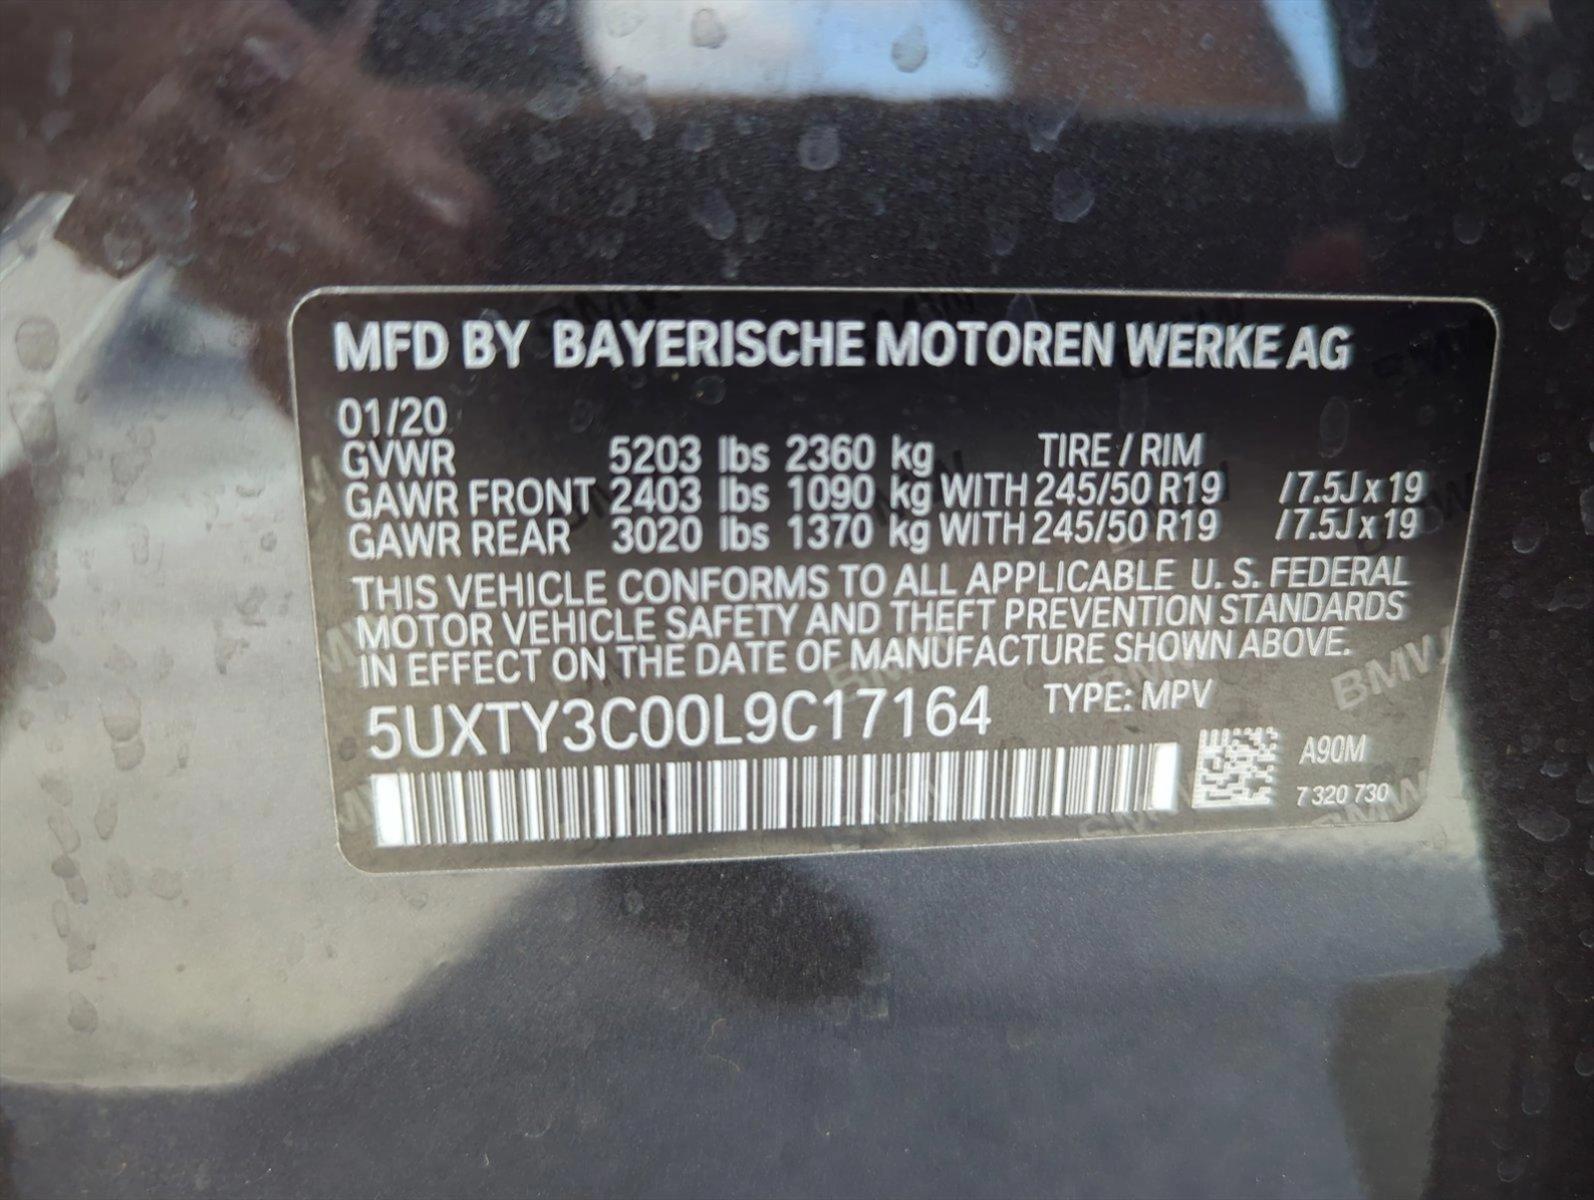 MFD BY BAYERISCHE MOTOREN WERKE AG
01/20
GVWR 5203 lbs 2360 kg TIRE / RIM
GAWR FRONT 2403 lbs 1090 kg WITH 245/50 R19 /7.5J x 19
GAWR REAR 3020 lbs 1370 kg WITH 245/50 R19 /7.5J x 19
THIS VEHICLE CONFORMS TO ALL APPLICABLE U. S. FEDERAL
MOTOR VEHICLE SAFETY AND THEFT PREVENTION STANDARDS
IN EFFECT ON THE DATE OF MANUFACTURE SHOWN ABOVE.
5UXTY3C00L9C17164 TYPE: MPV
A90M
7 320 730
BMW